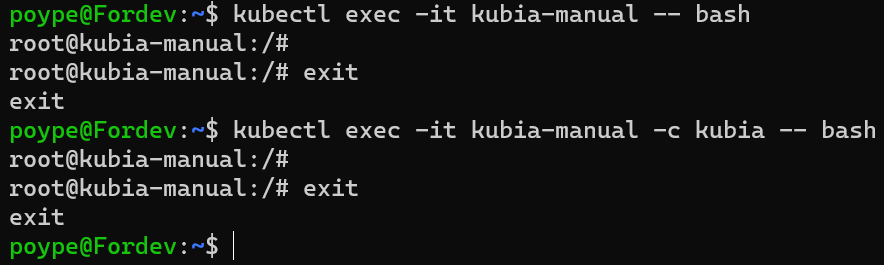 poype@Fordev:~$ kubectl exec -it kubia-manual -- bash
root@kubia-manual:/#
root@kubia-manual:/# exit
exit
poype@Fordev:~$ kubectl exec -it kubia-manual -c kubia -- bash
root@kubia-manual:/#
root@kubia-manual:/# exit
exit
poype@Fordev:~$